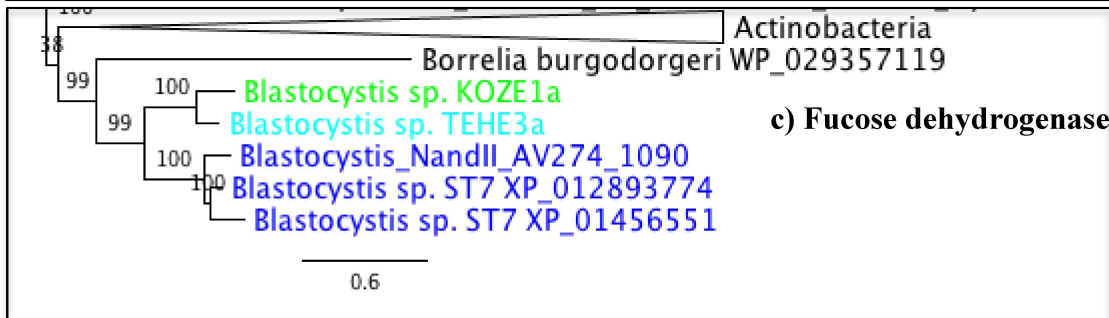 100
38
Actinobacteria
Borrelia burgodorgeri WP_029357119
99
100
Blastocystis sp. KOZE1a
99
Blastocystis sp. TEHE3a
c) Fucose dehydrogenase
100
Blastocystis_NandII_AV274_1090
100
Blastocystis sp. ST7 XP_012893774
Blastocystis sp. ST7 XP_01456551
0.6